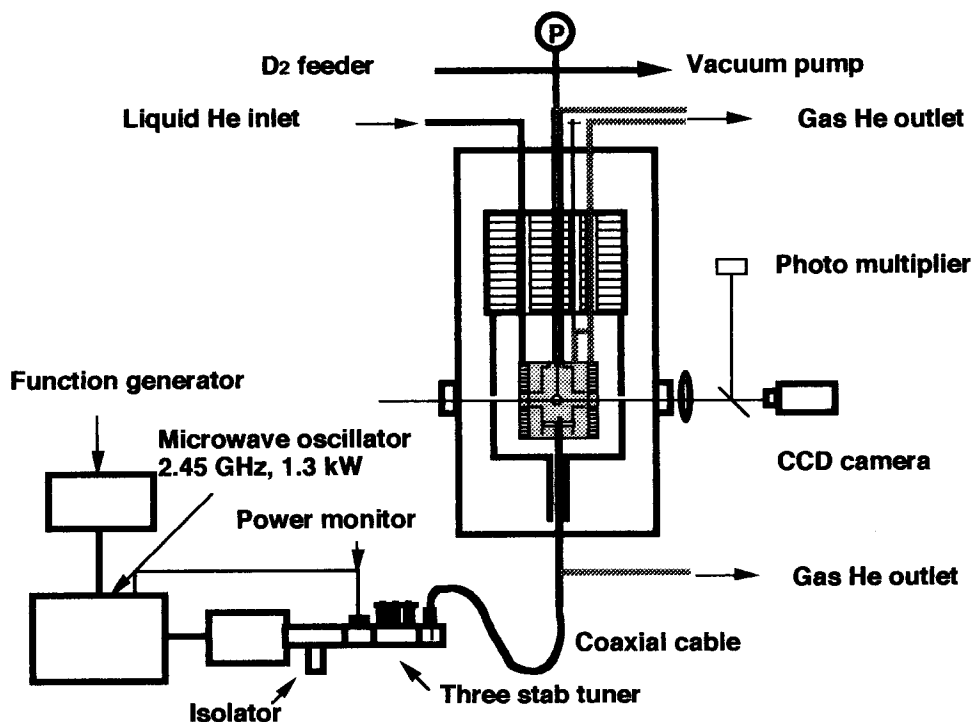 P
D2 feeder
Vacuum pump
Liquid He inlet
Gas He outlet
Photo multiplier
Function generator
Microwave oscillator
2.45 GHz, 1.3 kW
CCD camera
Power monitor
Gas He outlet
Coaxial cable
Three stab tuner
Isolator